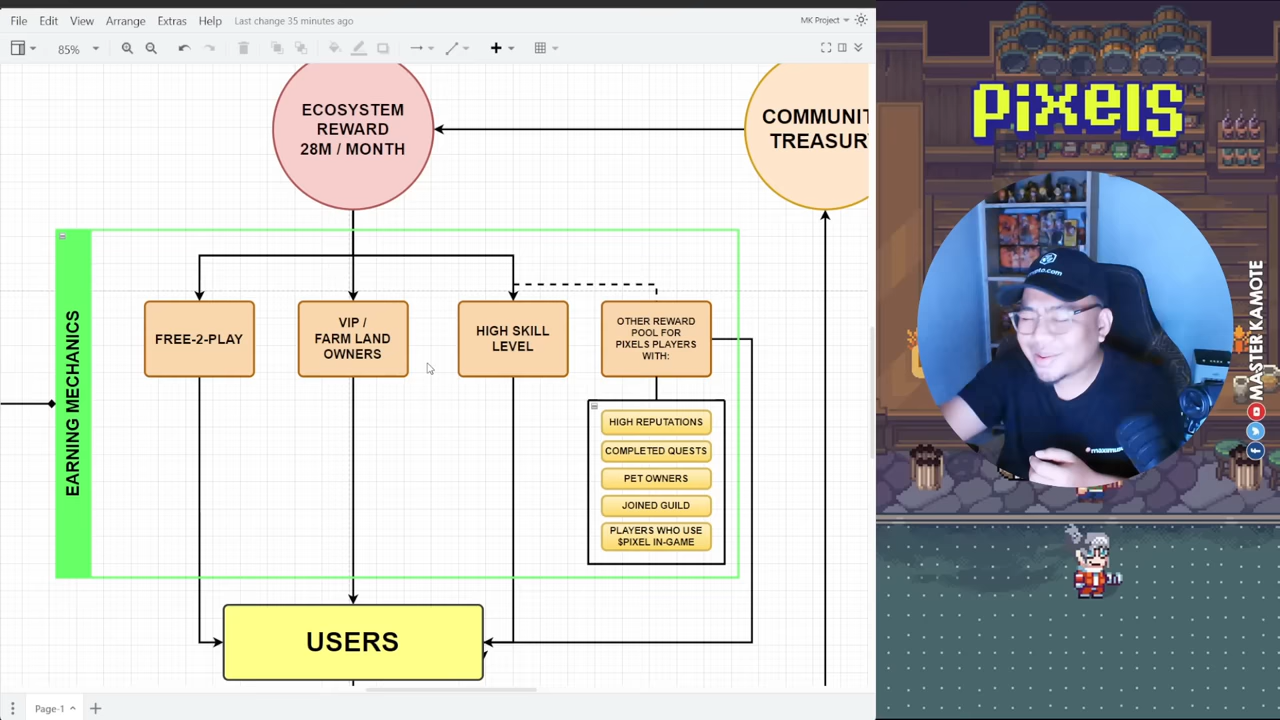 File Edit View Arrange Extras Help Last change 35 minutes ago
MK Project
85%
ECOSYSTEM
REWARD
28M / MONTH
COMMUNIT
TREASUR
EARNING MECHANICS
FREE-2-PLAY
VIP /
FARM LAND
OWNERS
HIGH SKILL
LEVEL
OTHER REWARD
POOL FOR
PIXELS PLAYERS
WITH:
HIGH REPUTATIONS
COMPLETED QUESTS
PET OWNERS
JOINED GUILD
PLAYERS WHO USE
$PIXEL IN-GAME
USERS
Page-1
pixels
MASTER KAMOTE